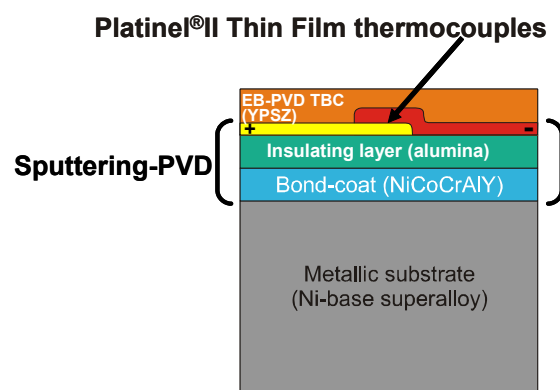 Platinel®II Thin Film thermocouples
EB-PVD TBC
(YPSZ)
+
-
Insulating layer (alumina)
Sputtering-PVD
Bond-coat (NiCoCrAlY)
Metallic substrate
(Ni-base superalloy)